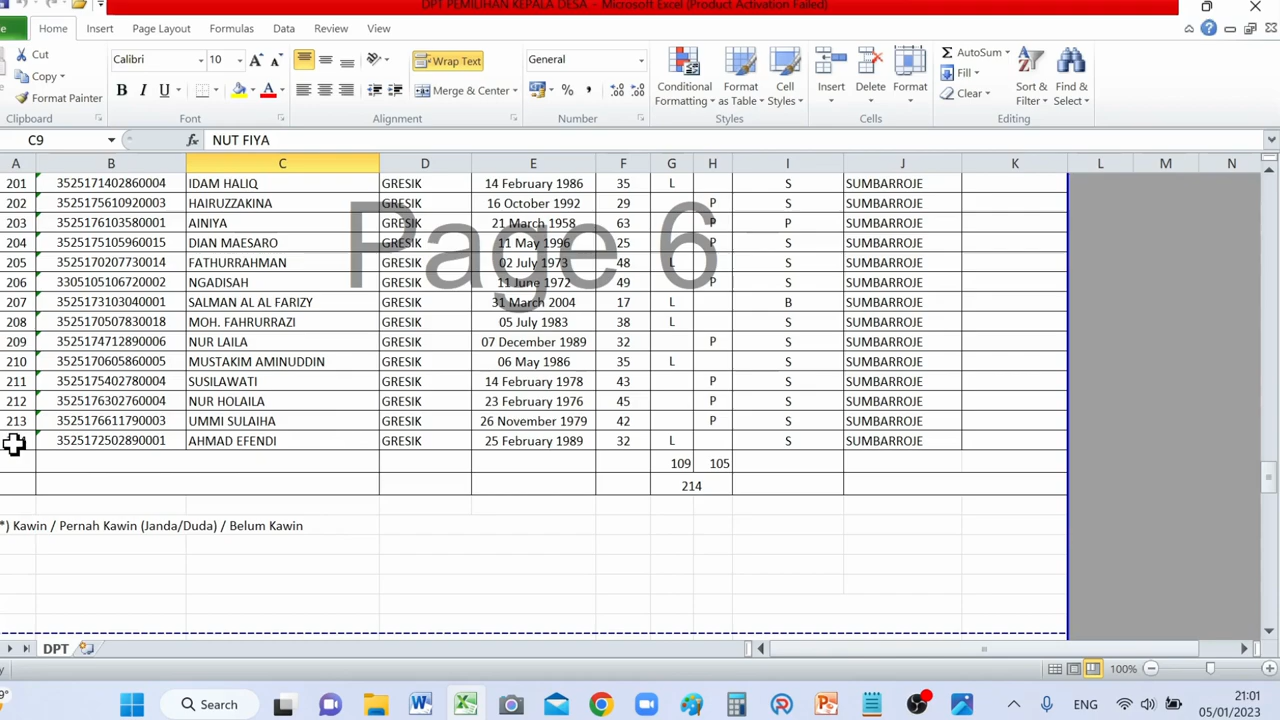 DPT PEMILIHAN KEPALA DESA - Microsoft Excel (Product Activation Failed)
Home Insert Page Layout Formulas Data Review View
Cut
Copy
Format Painter
Clipboard
Calibri 10
B I U
Font
Wrap Text
Merge & Center
Alignment
General
%
Number
Conditional Formatting
Format as Table
Cell Styles
Styles
Insert Delete Format
Cells
AutoSum
Fill
Clear
Sort & Filter
Find & Select
Editing
C9 fx NUT FIYA
A B C D E F G H I J K L M N
201 3525171402860004 IDAM HALIQ GRESIK 14 February 1986 35 L S SUMBARROJE
202 3525175610920003 HAIRUZZAKINA GRESIK 16 October 1992 29 P S SUMBARROJE
203 3525176103580001 AINIYA GRESIK 21 March 1958 63 P P SUMBARROJE
204 3525175105960015 DIAN MAESARO GRESIK 11 May 1996 25 P S SUMBARROJE
205 3525170207730014 FATHURRAHMAN GRESIK 02 July 1973 48 L S SUMBARROJE
206 3305105106720002 NGADISAH GRESIK 11 June 1972 49 P S SUMBARROJE
207 3525173103040001 SALMAN AL AL FARIZY GRESIK 31 March 2004 17 L B SUMBARROJE
208 3525170507830018 MOH. FAHRURRAZI GRESIK 05 July 1983 38 L S SUMBARROJE
209 3525174712890006 NUR LAILA GRESIK 07 December 1989 32 P S SUMBARROJE
210 3525170605860005 MUSTAKIM AMINUDDIN GRESIK 06 May 1986 35 L S SUMBARROJE
211 3525175402780004 SUSILAWATI GRESIK 14 February 1978 43 P S SUMBARROJE
212 3525176302760004 NUR HOLAILA GRESIK 23 February 1976 45 P S SUMBARROJE
213 3525176611790003 UMMI SULAIHA GRESIK 26 November 1979 42 P S SUMBARROJE
3525172502890001 AHMAD EFENDI GRESIK 25 February 1989 32 L S SUMBARROJE
109 105
214
Page 6
*) Kawin / Pernah Kawin (Janda/Duda) / Belum Kawin
DPT
100%
Search
ENG
21:01
05/01/2023